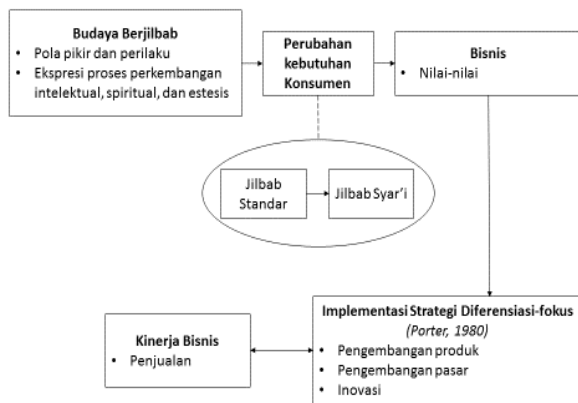 Budaya Berjilbab
• Pola pikir dan perilaku
• Ekspresi proses perkembangan
intelektual, spiritual, dan estesis
Perubahan
kebutuhan
Konsumen
Bisnis
• Nilai-nilai
Jilbab
Standar
Jilbab Syar'i
Implementasi Strategi Diferensiasi-fokus
(Porter, 1980)
• Pengembangan produk
• Pengembangan pasar
• Inovasi
Kinerja Bisnis
• Penjualan